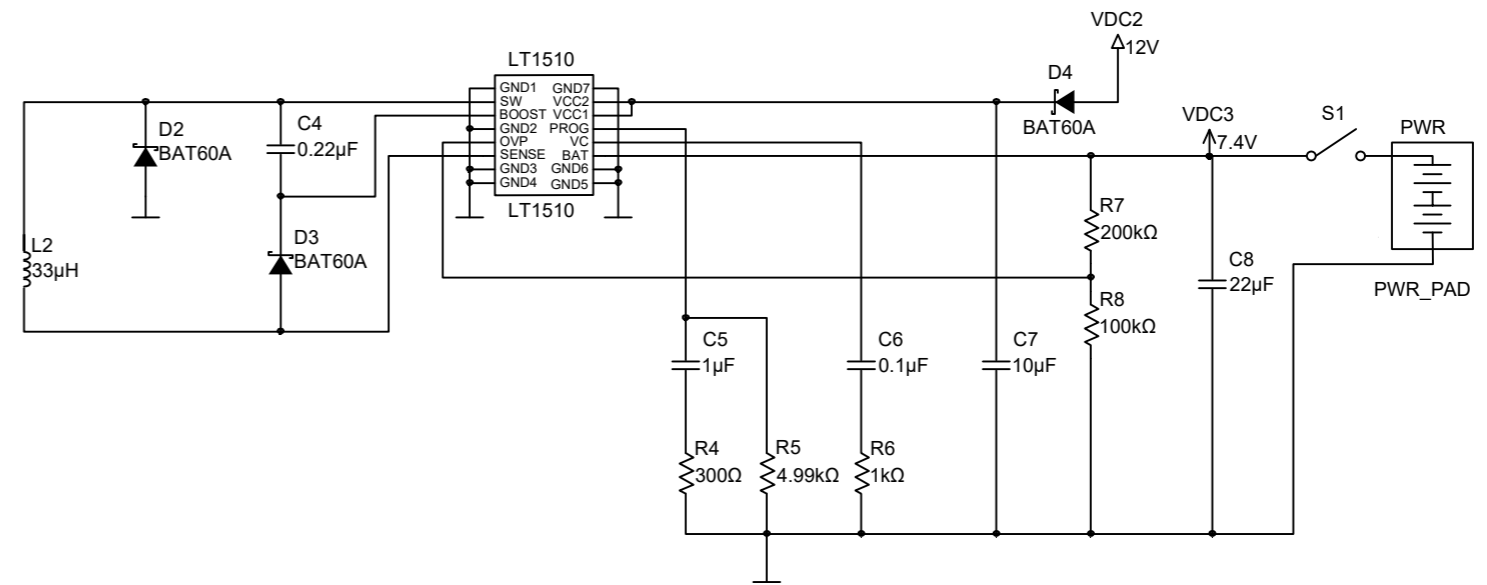 VDC2
12V
LT1510
D4
BAT60A
GND1 GND7
SW VCC2
BOOST VCC1
GND2 PROG
OVP VC
SENSE BAT
GND3 GND6
GND4 GND5
LT1510
D2
BAT60A
C4
0.22µF
VDC3
7.4V
S1
PWR
PWR_PAD
L2
33µH
D3
BAT60A
R7
200kΩ
R8
100kΩ
C8
22µF
C5
1µF
C6
0.1µF
C7
10µF
R4
300Ω
R5
4.99kΩ
R6
1kΩ